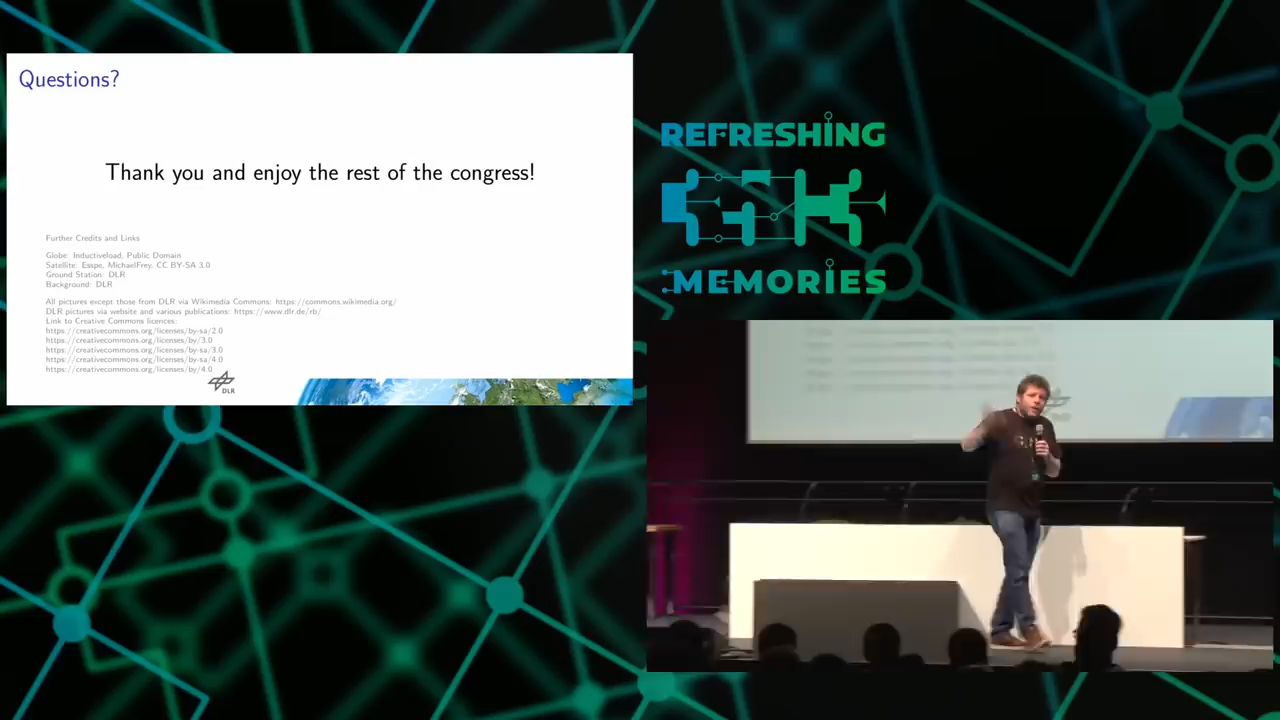 Questions?
Thank you and enjoy the rest of the congress!
Further Credits and Links
Globe: Inductiveload, Public Domain
Satellite: Esspe, MichaelFrey, CC BY-SA 3.0
Ground Station: DLR
Background: DLR
All pictures except those from DLR via Wikimedia Commons: https://commons.wikimedia.org/
DLR pictures via website and various publications: https://www.dlr.de/rb/
Link to Creative Commons licences:
https://creativecommons.org/licenses/by-sa/2.0
https://creativecommons.org/licenses/by/3.0
https://creativecommons.org/licenses/by-sa/3.0
https://creativecommons.org/licenses/by-sa/4.0
https://creativecommons.org/licenses/by/4.0
DLR
REFRESHING
MEMORIES